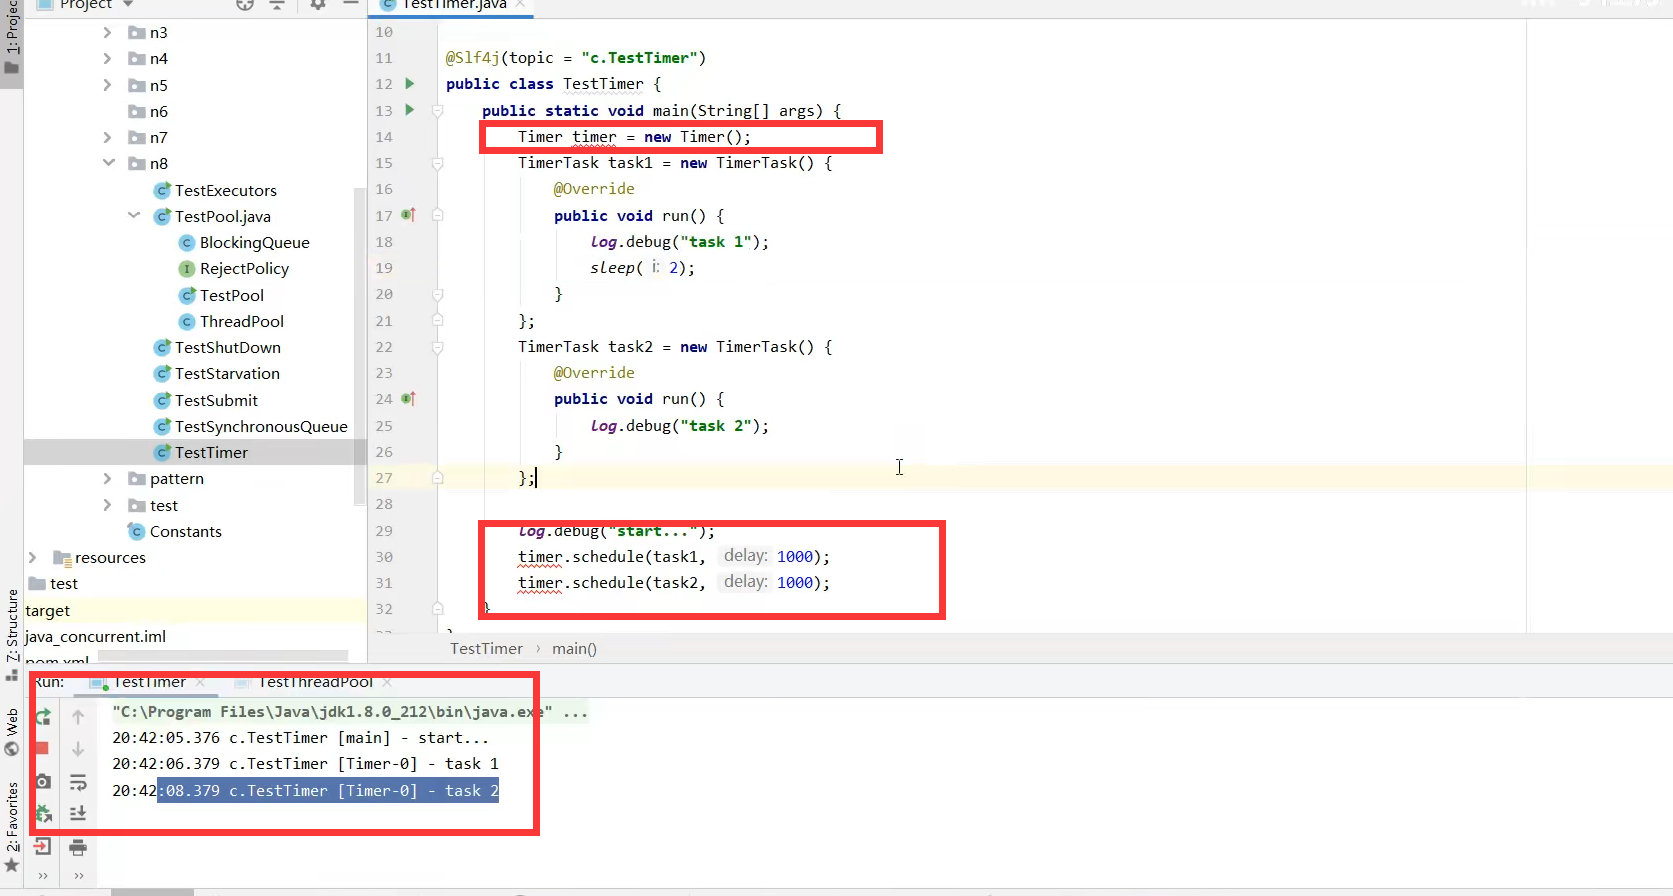 Project
TestTimer.java
1: Project
n3
n4
n5
n6
n7
n8
TestExecutors
TestPool.java
BlockingQueue
RejectPolicy
TestPool
ThreadPool
TestShutDown
TestStarvation
TestSubmit
TestSynchronousQueue
TestTimer
pattern
test
Constants
resources
test
target
java_concurrent.iml
pom.xml
10
11 @Slf4j(topic = "c.TestTimer")
12 public class TestTimer {
13 public static void main(String[] args) {
14 Timer timer = new Timer();
15 TimerTask task1 = new TimerTask() {
16 @Override
17 public void run() {
18 log.debug("task 1");
19 sleep( i: 2);
20 }
21 };
22 TimerTask task2 = new TimerTask() {
23 @Override
24 public void run() {
25 log.debug("task 2");
26 }
27 };
28
29 log.debug("start...");
30 timer.schedule(task1, delay: 1000);
31 timer.schedule(task2, delay: 1000);
32 }
}
TestTimer › main()
Z: Structure
Web
2: Favorites
Run: TestTimer TestThreadPool
"C:\Program Files\Java\jdk1.8.0_212\bin\java.exe" ...
20:42:05.376 c.TestTimer [main] - start...
20:42:06.379 c.TestTimer [Timer-0] - task 1
20:42:08.379 c.TestTimer [Timer-0] - task 2